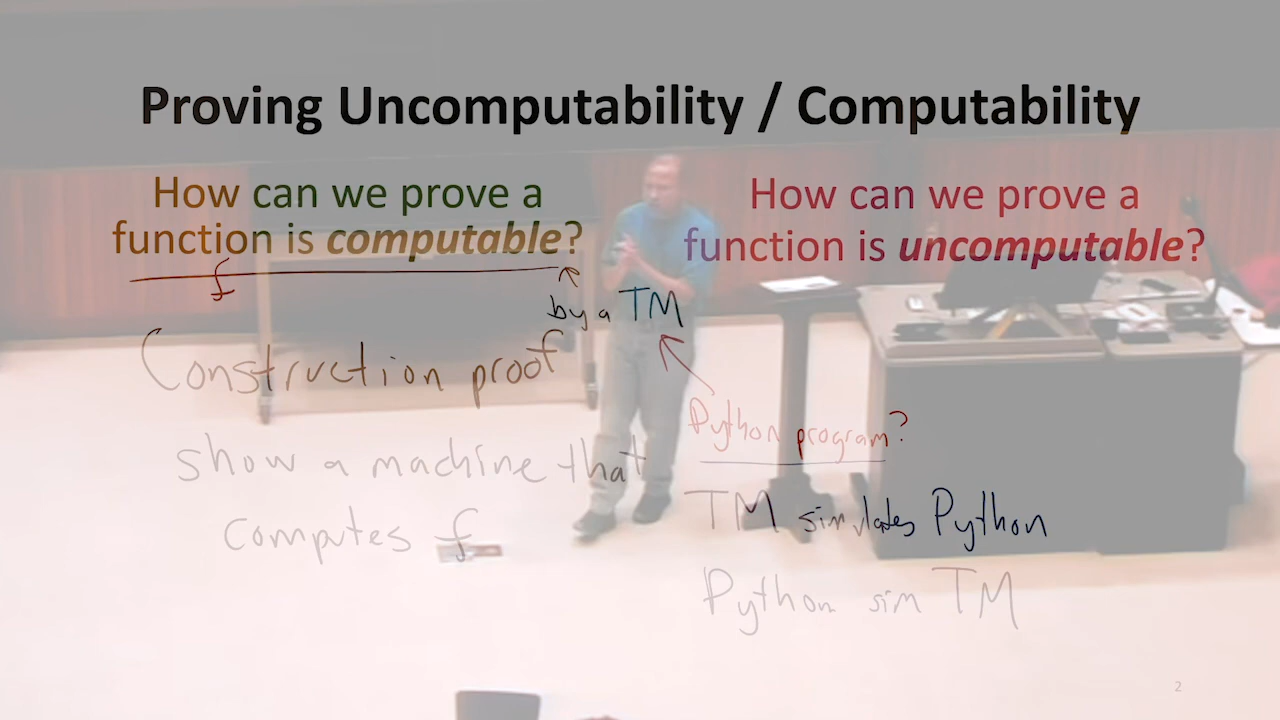 Proving Uncomputability / Computability
How can we prove a
function is computable?
f
by a TM
Construction proof
show a machine that
computes f
How can we prove a
function is uncomputable?
Python program?
TM simulates Python
Python sim TM
2